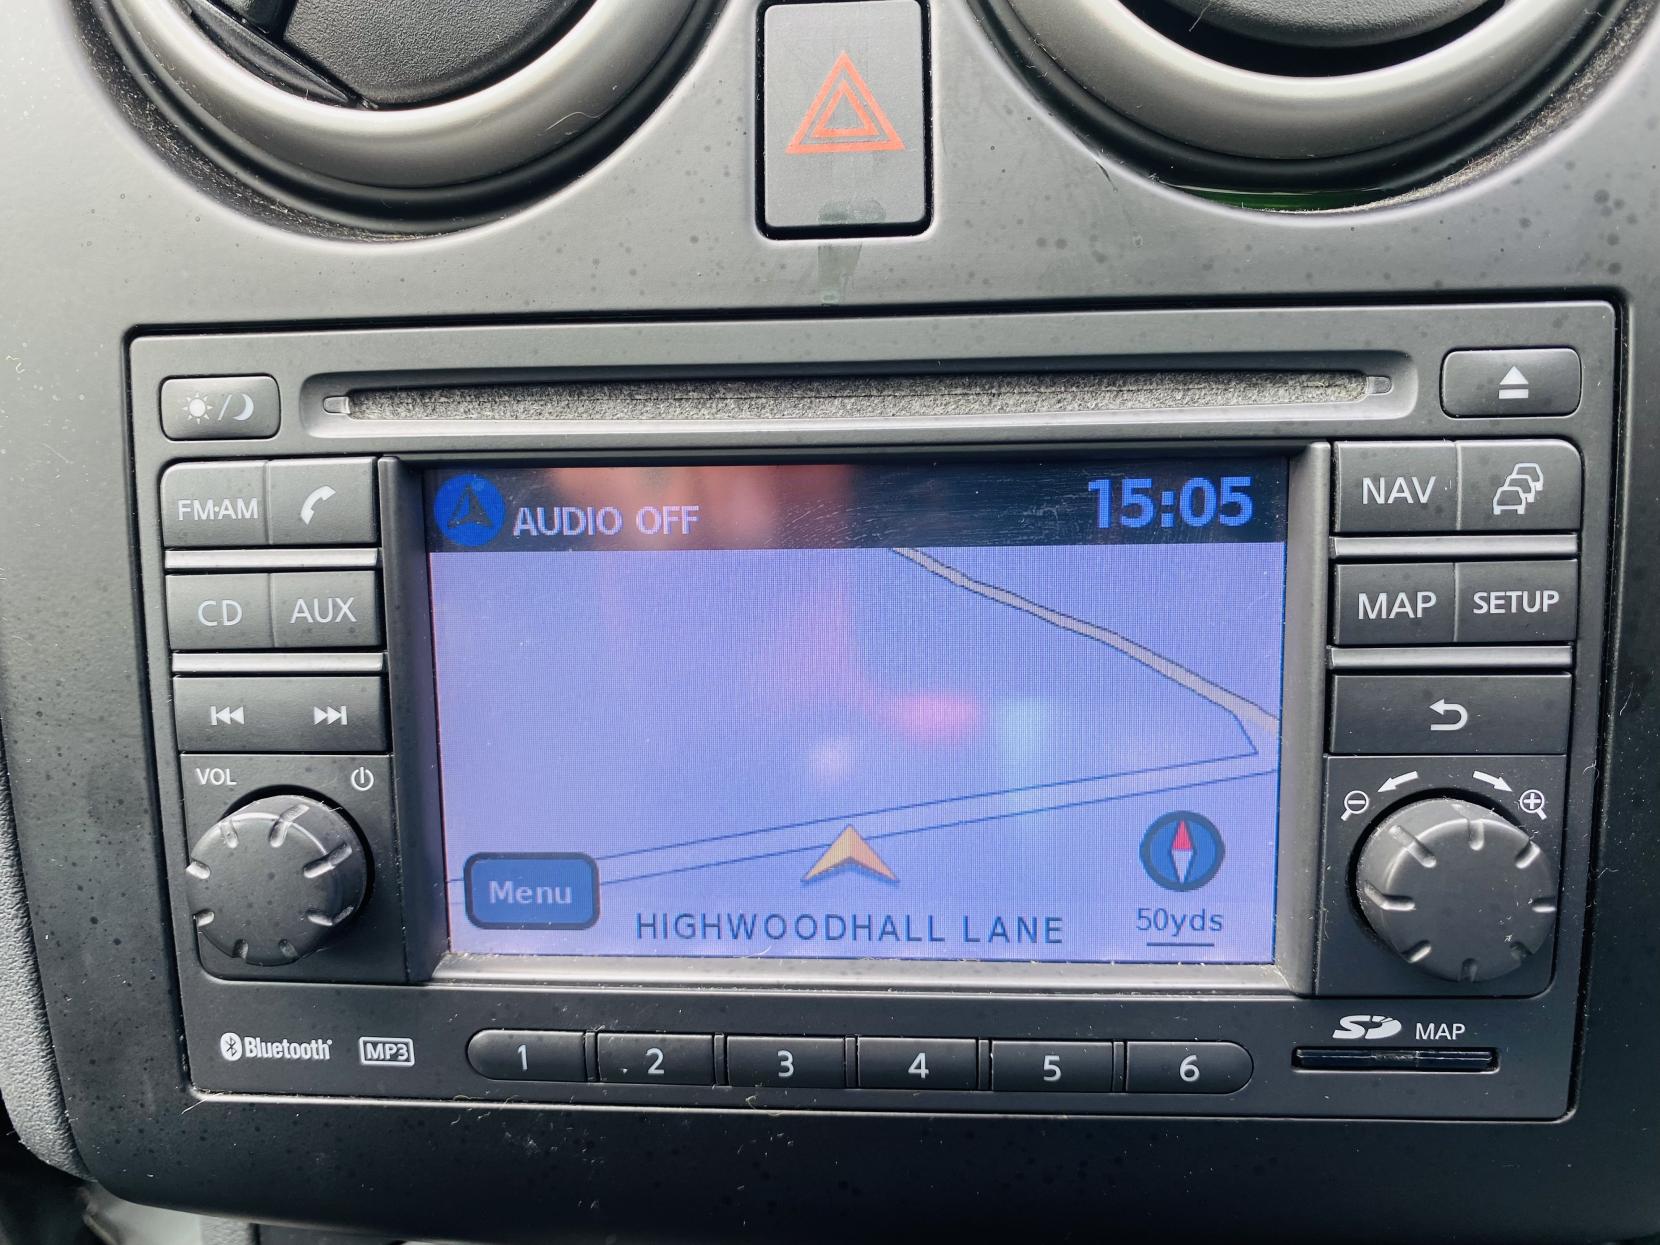 AUDIO OFF
15:05
FM·AM
NAV
CD
AUX
MAP
SETUP
VOL
Menu
HIGHWOODHALL LANE
50yds
Bluetooth
MP3
1
2
3
4
5
6
SD
MAP